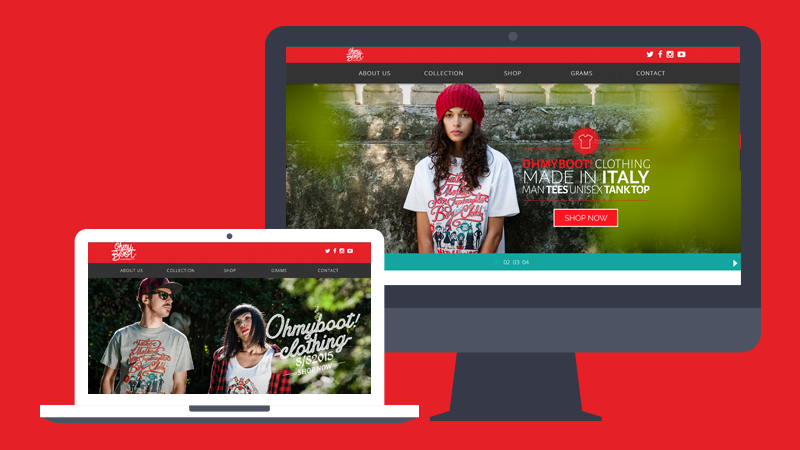 Ohmy
Boot
ABOUT US COLLECTION SHOP GRAMS CONTACT
OHMYBOOT! CLOTHING
MADE IN ITALY
MAN TEES UNISEX TANK TOP
SHOP NOW
02 03 04
Ohmy
Boot
ABOUT US COLLECTION SHOP GRAMS CONTACT
Ohmyboot!
clothing
S/S2015
SHOP NOW